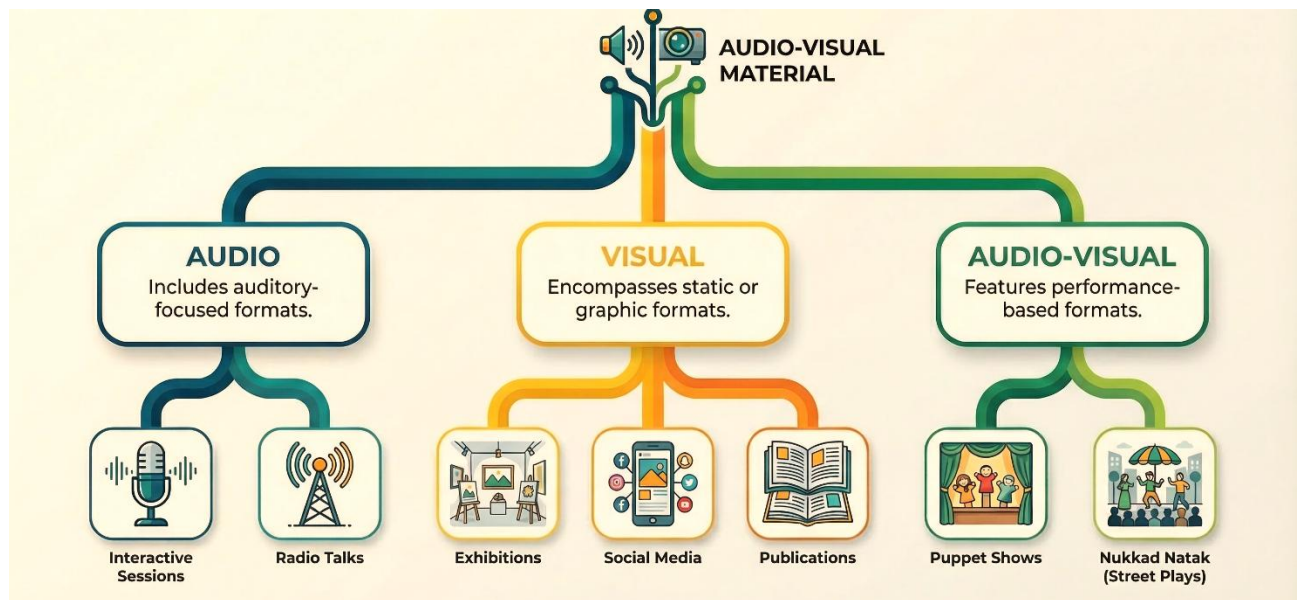 AUDIO-VISUAL
MATERIAL
AUDIO
Includes auditory-
focused formats.
VISUAL
Encompasses static or
graphic formats.
AUDIO-VISUAL
Features performance-
based formats.
Interactive
Sessions
Radio Talks
Exhibitions
Social Media
Publications
Puppet Shows
Nukkad Natak
(Street Plays)